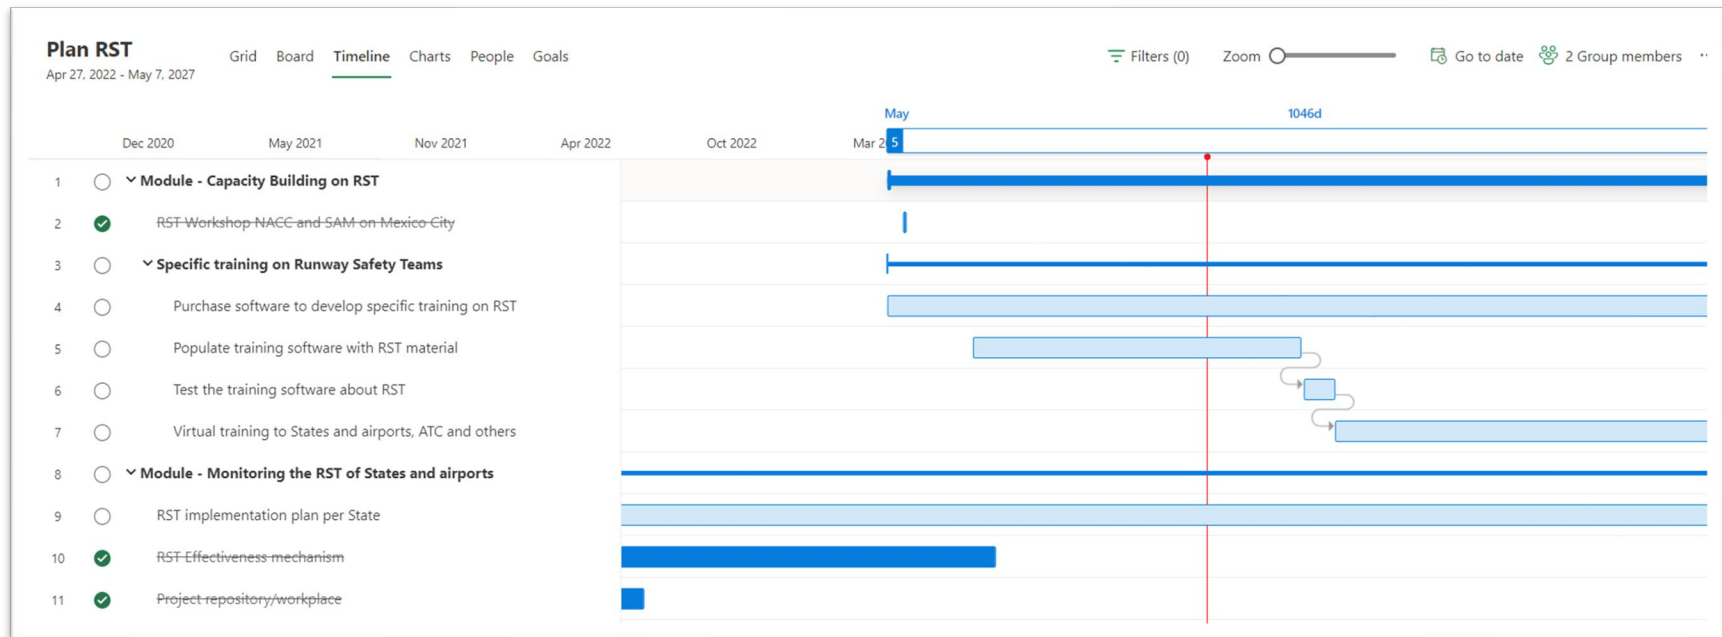 Plan RST
Apr 27, 2022 - May 7, 2027
Grid Board Timeline Charts People Goals
Filters (0) Zoom Go to date 2 Group members ··
May 1046d
Dec 2020 May 2021 Nov 2021 Apr 2022 Oct 2022 Mar 2 5
1 Module - Capacity Building on RST
2 RST Workshop NACC and SAM on Mexico City
3 Specific training on Runway Safety Teams
4 Purchase software to develop specific training on RST
5 Populate training software with RST material
6 Test the training software about RST
7 Virtual training to States and airports, ATC and others
8 Module - Monitoring the RST of States and airports
9 RST implementation plan per State
10 RST Effectiveness mechanism
11 Project repository/workplace